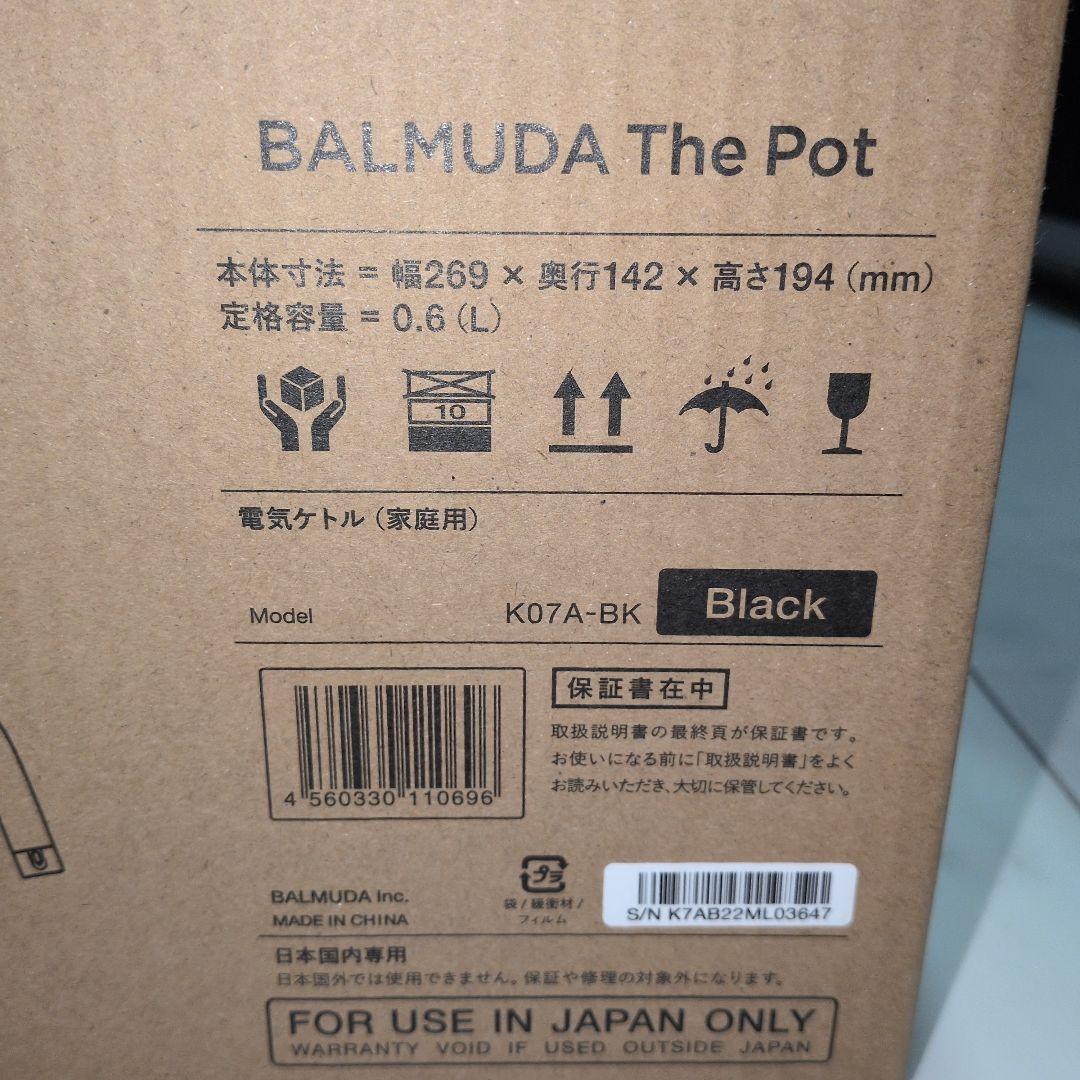 BALMUDA The Pot
本体寸法 = 幅269 × 奥行142 × 高さ194 (mm)
定格容量 = 0.6 (L)
10
電気ケトル (家庭用)
Model K07A-BK Black
4 560330 110696
保証書在中
取扱説明書の最終頁が保証書です。
お使いになる前に「取扱説明書」をよく
お読みいただき、大切に保管してください。
プラ
袋/緩衝材/
フィルム
BALMUDA Inc.
MADE IN CHINA
S/N K7AB22ML03647
日本国内専用
日本国外では使用できません。保証や修理の対象外になります。
FOR USE IN JAPAN ONLY
WARRANTY VOID IF USED OUTSIDE JAPAN